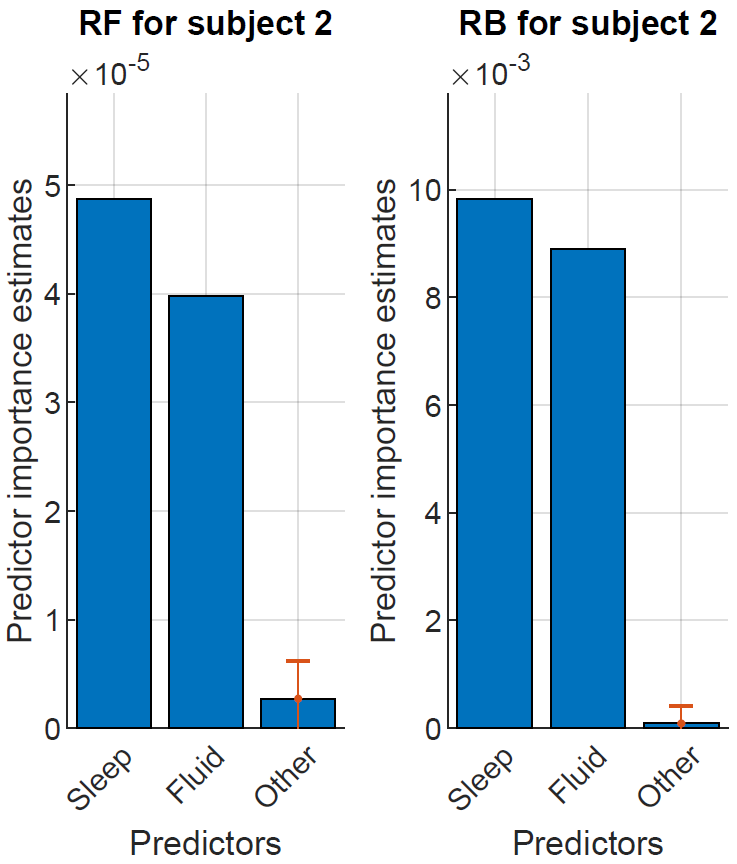 RF for subject 2
× 10-5
Predictor importance estimates
5
4
3
2
1
0
Sleep
Fluid
Other
Predictors
RB for subject 2
× 10-3
Predictor importance estimates
10
8
6
4
2
0
Sleep
Fluid
Other
Predictors